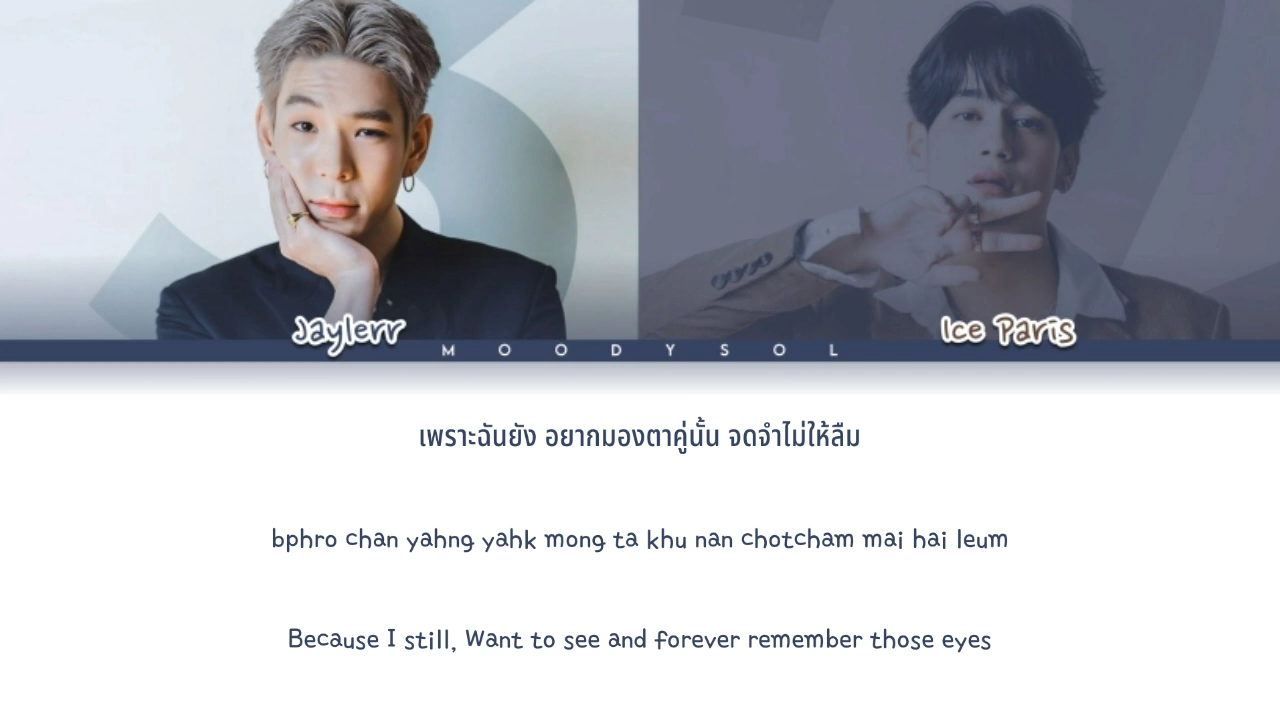 Jaylerr
Ice Paris
MOODYSOL
เพราะฉันยัง อยากมองตาคู่นั้น จดจำไม่ให้ลืม
bphro chan yahng yahk mong ta khu nan chotcham mai hai leum
Because I still, Want to see and forever remember those eyes